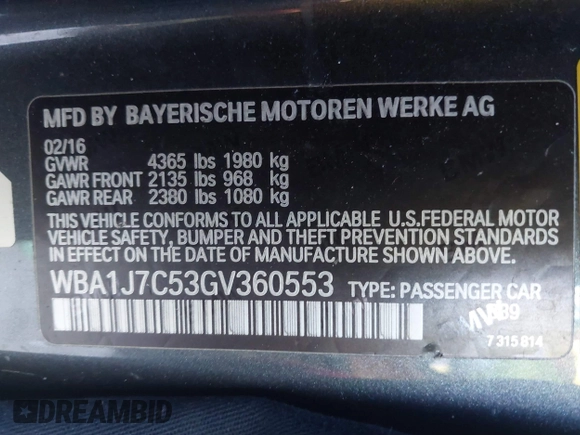 MFD BY BAYERISCHE MOTOREN WERKE AG
02/16
GVWR 4365 lbs 1980 kg
GAWR FRONT 2135 lbs 968 kg
GAWR REAR 2380 lbs 1080 kg
THIS VEHICLE CONFORMS TO ALL APPLICABLE U.S.FEDERAL MOTOR
VEHICLE SAFETY, BUMPER AND THEFT PREVENTION STANDARDS
IN EFFECT ON THE DATE OF MANUFACTURE SHOWN ABOVE.
WBA1J7C53GV360553 TYPE: PASSENGER CAR
7 315 814
DREAMBID